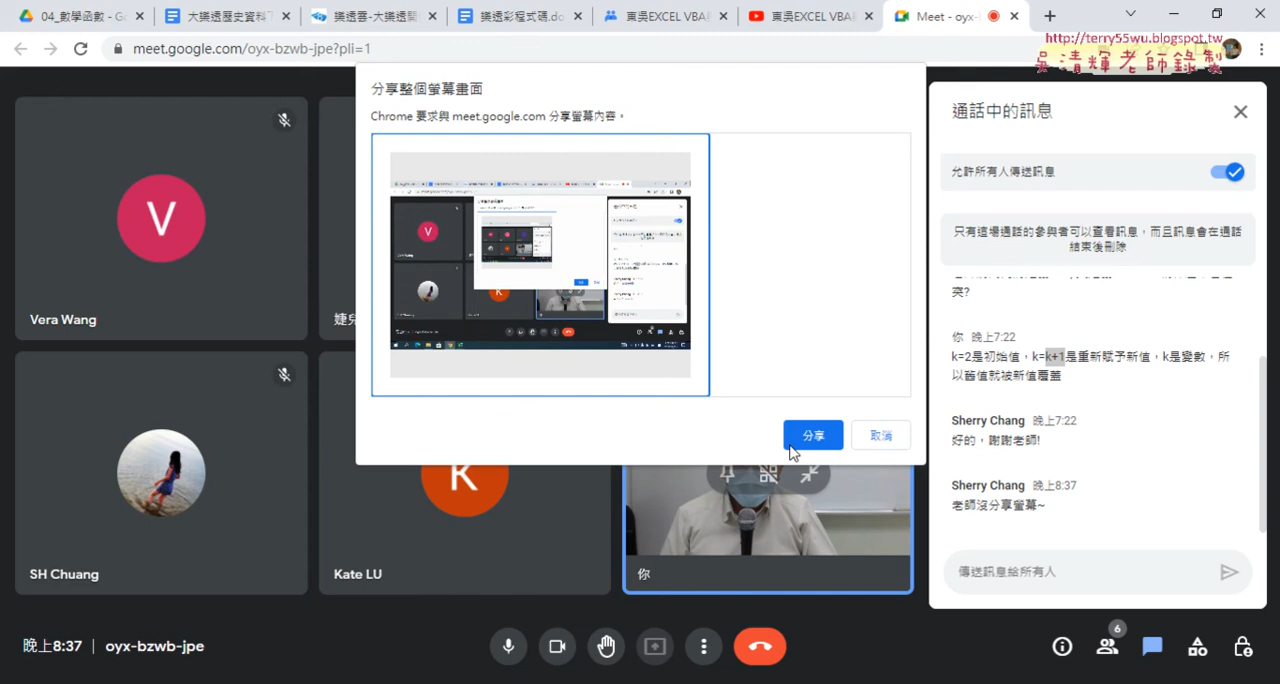 04_數學函數 - Go
大樂透歷史資料下
樂透雲-大樂透開
樂透彩程式碼.do
東吳EXCEL VBA
東吳EXCEL VBA
Meet - oyx-
meet.google.com/oyx-bzwb-jpe?pli=1
http://terry55wu.blogspot.tw
吳清輝老師錄製
分享整個螢幕畫面
Chrome 要求與 meet.google.com 分享螢幕內容。
分享
取消
V
Vera Wang
婕兒
SH Chuang
K
Kate LU
你
通話中的訊息
允許所有人傳送訊息
只有這場通話的參與者可以查看訊息，而且訊息會在通話
結束後刪除
突?
你 晚上7:22
k=2是初始值，k=k+1是重新賦予新值，k是變數，所
以舊值就被新值覆蓋
Sherry Chang 晚上7:22
好的，謝謝老師!
Sherry Chang 晚上8:37
老師沒分享螢幕~
傳送訊息給所有人
晚上8:37 | oyx-bzwb-jpe
6